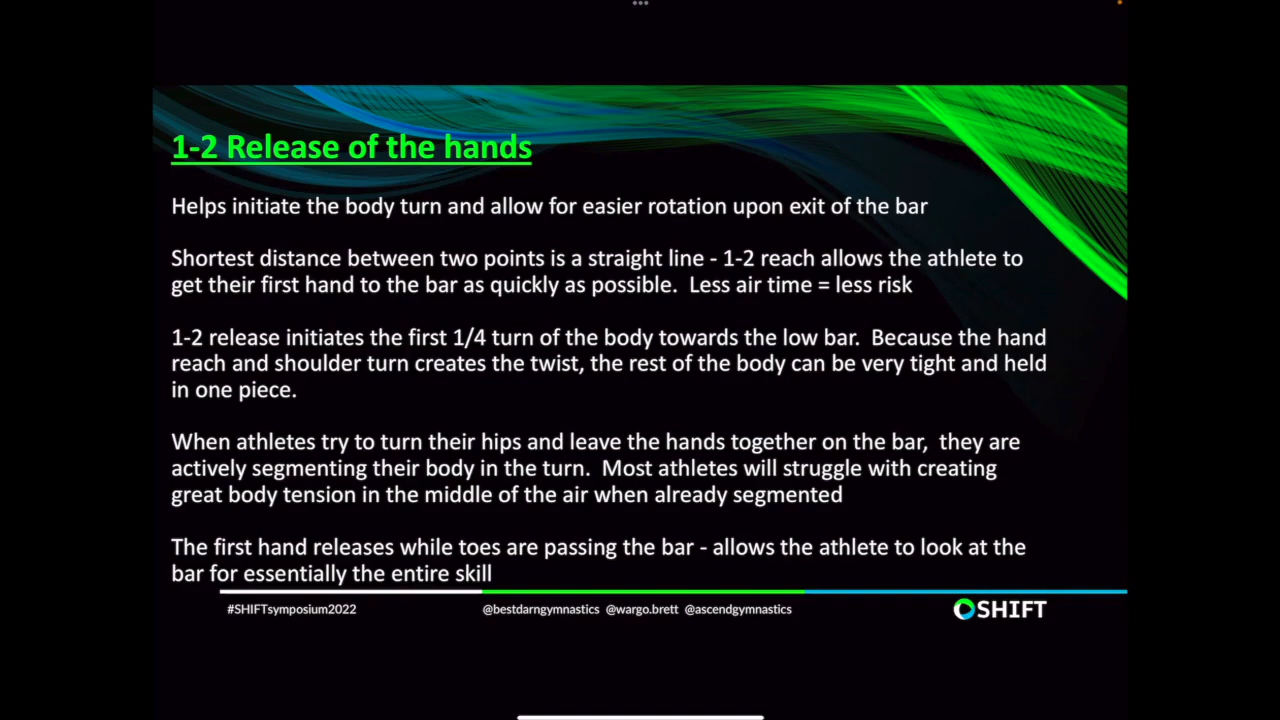 1-2 Release of the hands
Helps initiate the body turn and allow for easier rotation upon exit of the bar
Shortest distance between two points is a straight line - 1-2 reach allows the athlete to
get their first hand to the bar as quickly as possible.  Less air time = less risk
1-2 release initiates the first 1/4 turn of the body towards the low bar.  Because the hand
reach and shoulder turn creates the twist, the rest of the body can be very tight and held
in one piece.
When athletes try to turn their hips and leave the hands together on the bar,  they are
actively segmenting their body in the turn.  Most athletes will struggle with creating
great body tension in the middle of the air when already segmented
The first hand releases while toes are passing the bar - allows the athlete to look at the
bar for essentially the entire skill
#SHIFTsymposium2022 @bestdarngymnastics @wargo.brett @ascendgymnastics SHIFT